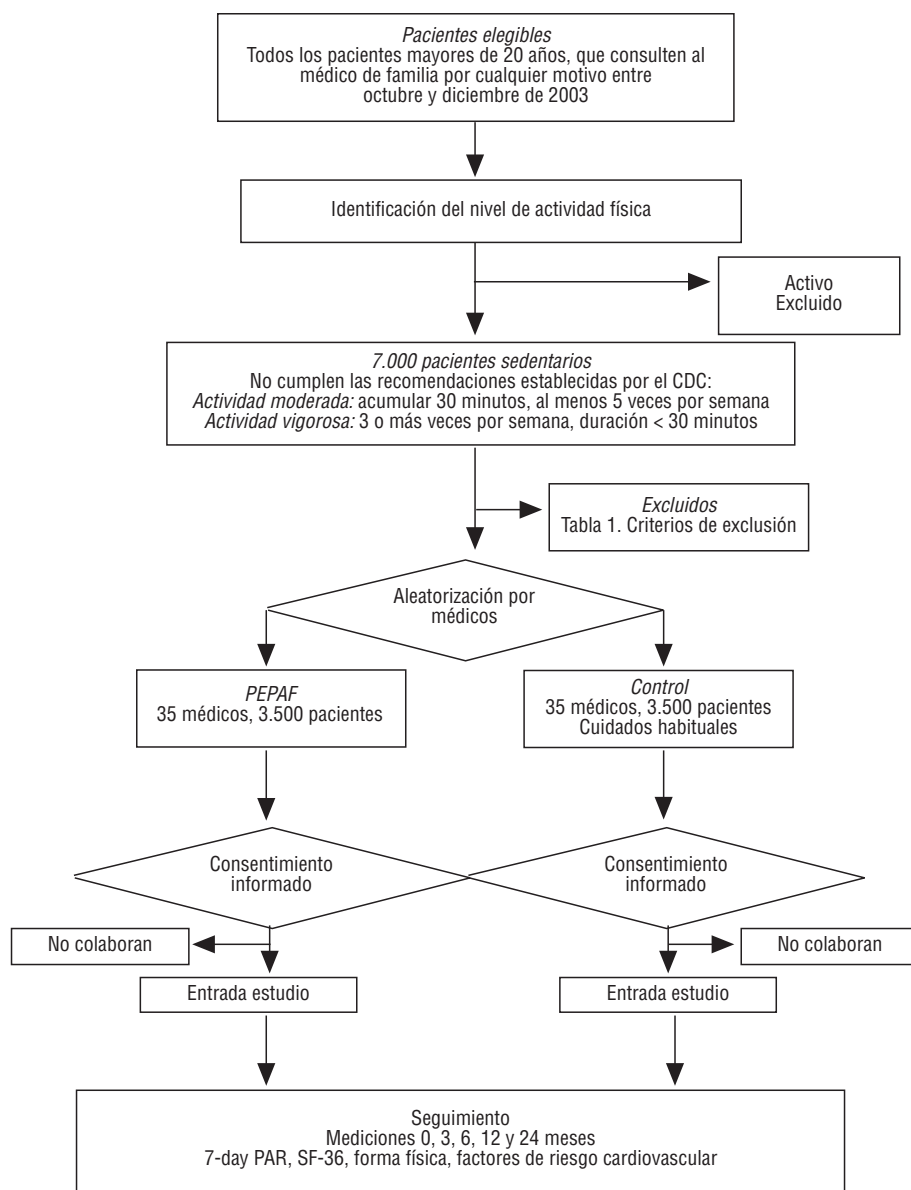 Pacientes elegibles
Todos los pacientes mayores de 20 años, que consulten al
médico de familia por cualquier motivo entre
octubre y diciembre de 2003
Identificación del nivel de actividad física
Activo
Excluido
7.000 pacientes sedentarios
No cumplen las recomendaciones establecidas por el CDC:
Actividad moderada: acumular 30 minutos, al menos 5 veces por semana
Actividad vigorosa: 3 o más veces por semana, duración < 30 minutos
Excluidos
Tabla 1. Criterios de exclusión
Aleatorización por
médicos
PEPAF
35 médicos, 3.500 pacientes
Control
35 médicos, 3.500 pacientes
Cuidados habituales
Consentimiento
informado
Consentimiento
informado
No colaboran
No colaboran
Entrada estudio
Entrada estudio
Seguimiento
Mediciones 0, 3, 6, 12 y 24 meses
7-day PAR, SF-36, forma física, factores de riesgo cardiovascular